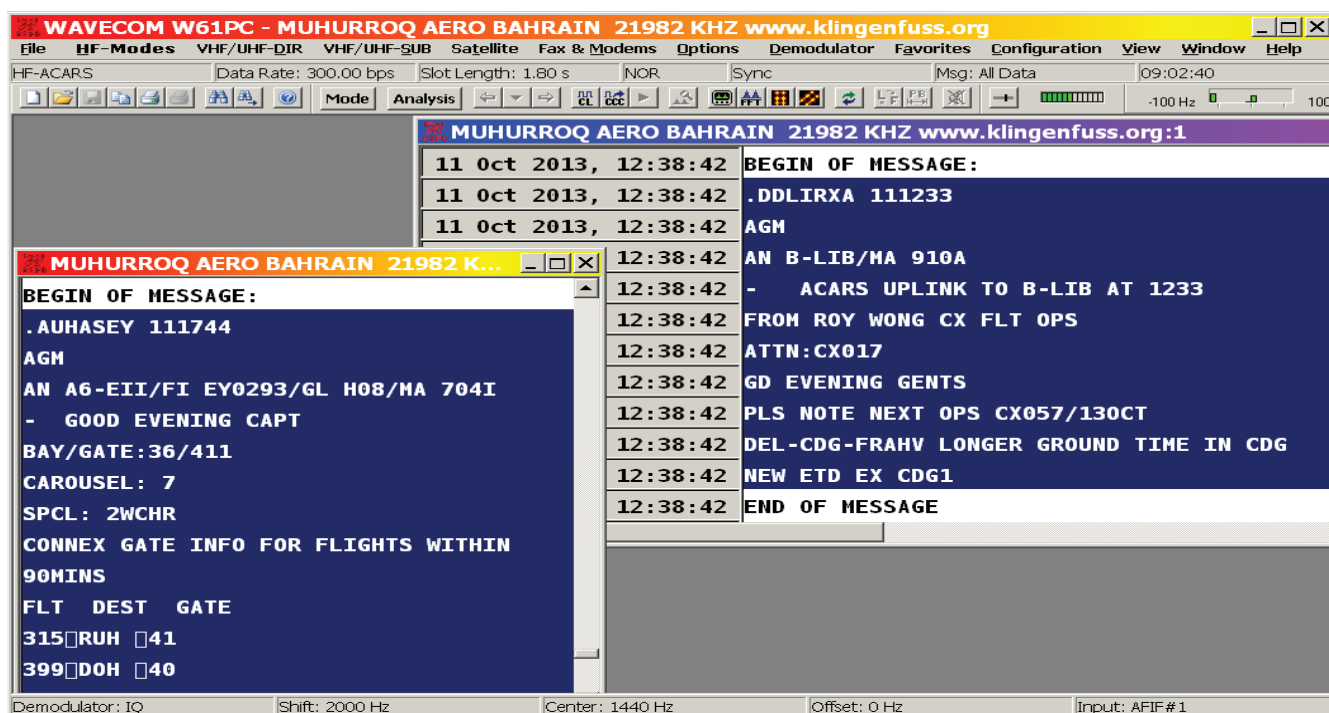 WAVECOM W61PC - MUHURROQ AERO BAHRAIN 21982 KHZ www.klingenfuss.org
File HF-Modes VHF/UHF-DIR VHF/UHF-SUB Satellite Fax & Modems Options Demodulator Favorites Configuration View Window Help
HF-ACARS Data Rate: 300.00 bps Slot Length: 1.80 s NOR Sync Msg: All Data 09:02:40
Mode Analysis CL CCC -100 Hz 100
MUHURROQ AERO BAHRAIN 21982 KHZ www.klingenfuss.org:1
11 Oct 2013, 12:38:42 BEGIN OF MESSAGE:
11 Oct 2013, 12:38:42 .DDLIRXA 111233
11 Oct 2013, 12:38:42 AGM
12:38:42 AN B-LIB/MA 910A
12:38:42 - ACARS UPLINK TO B-LIB AT 1233
12:38:42 FROM ROY WONG CX FLT OPS
12:38:42 ATTN:CX017
12:38:42 GD EVENING GENTS
12:38:42 PLS NOTE NEXT OPS CX057/13OCT
12:38:42 DEL-CDG-FRAHV LONGER GROUND TIME IN CDG
12:38:42 NEW ETD EX CDG1
12:38:42 END OF MESSAGE
MUHURROQ AERO BAHRAIN 21982 K...
BEGIN OF MESSAGE:
.AUHASEY 111744
AGM
AN A6-EII/FI EY0293/GL H08/MA 704I
- GOOD EVENING CAPT
BAY/GATE:36/411
CAROUSEL: 7
SPCL: 2WCHR
CONNEX GATE INFO FOR FLIGHTS WITHIN
90MINS
FLT DEST GATE
315▯RUH ▯41
399▯DOH ▯40
Demodulator: IQ Shift: 2000 Hz Center: 1440 Hz Offset: 0 Hz Input: AFIF#1